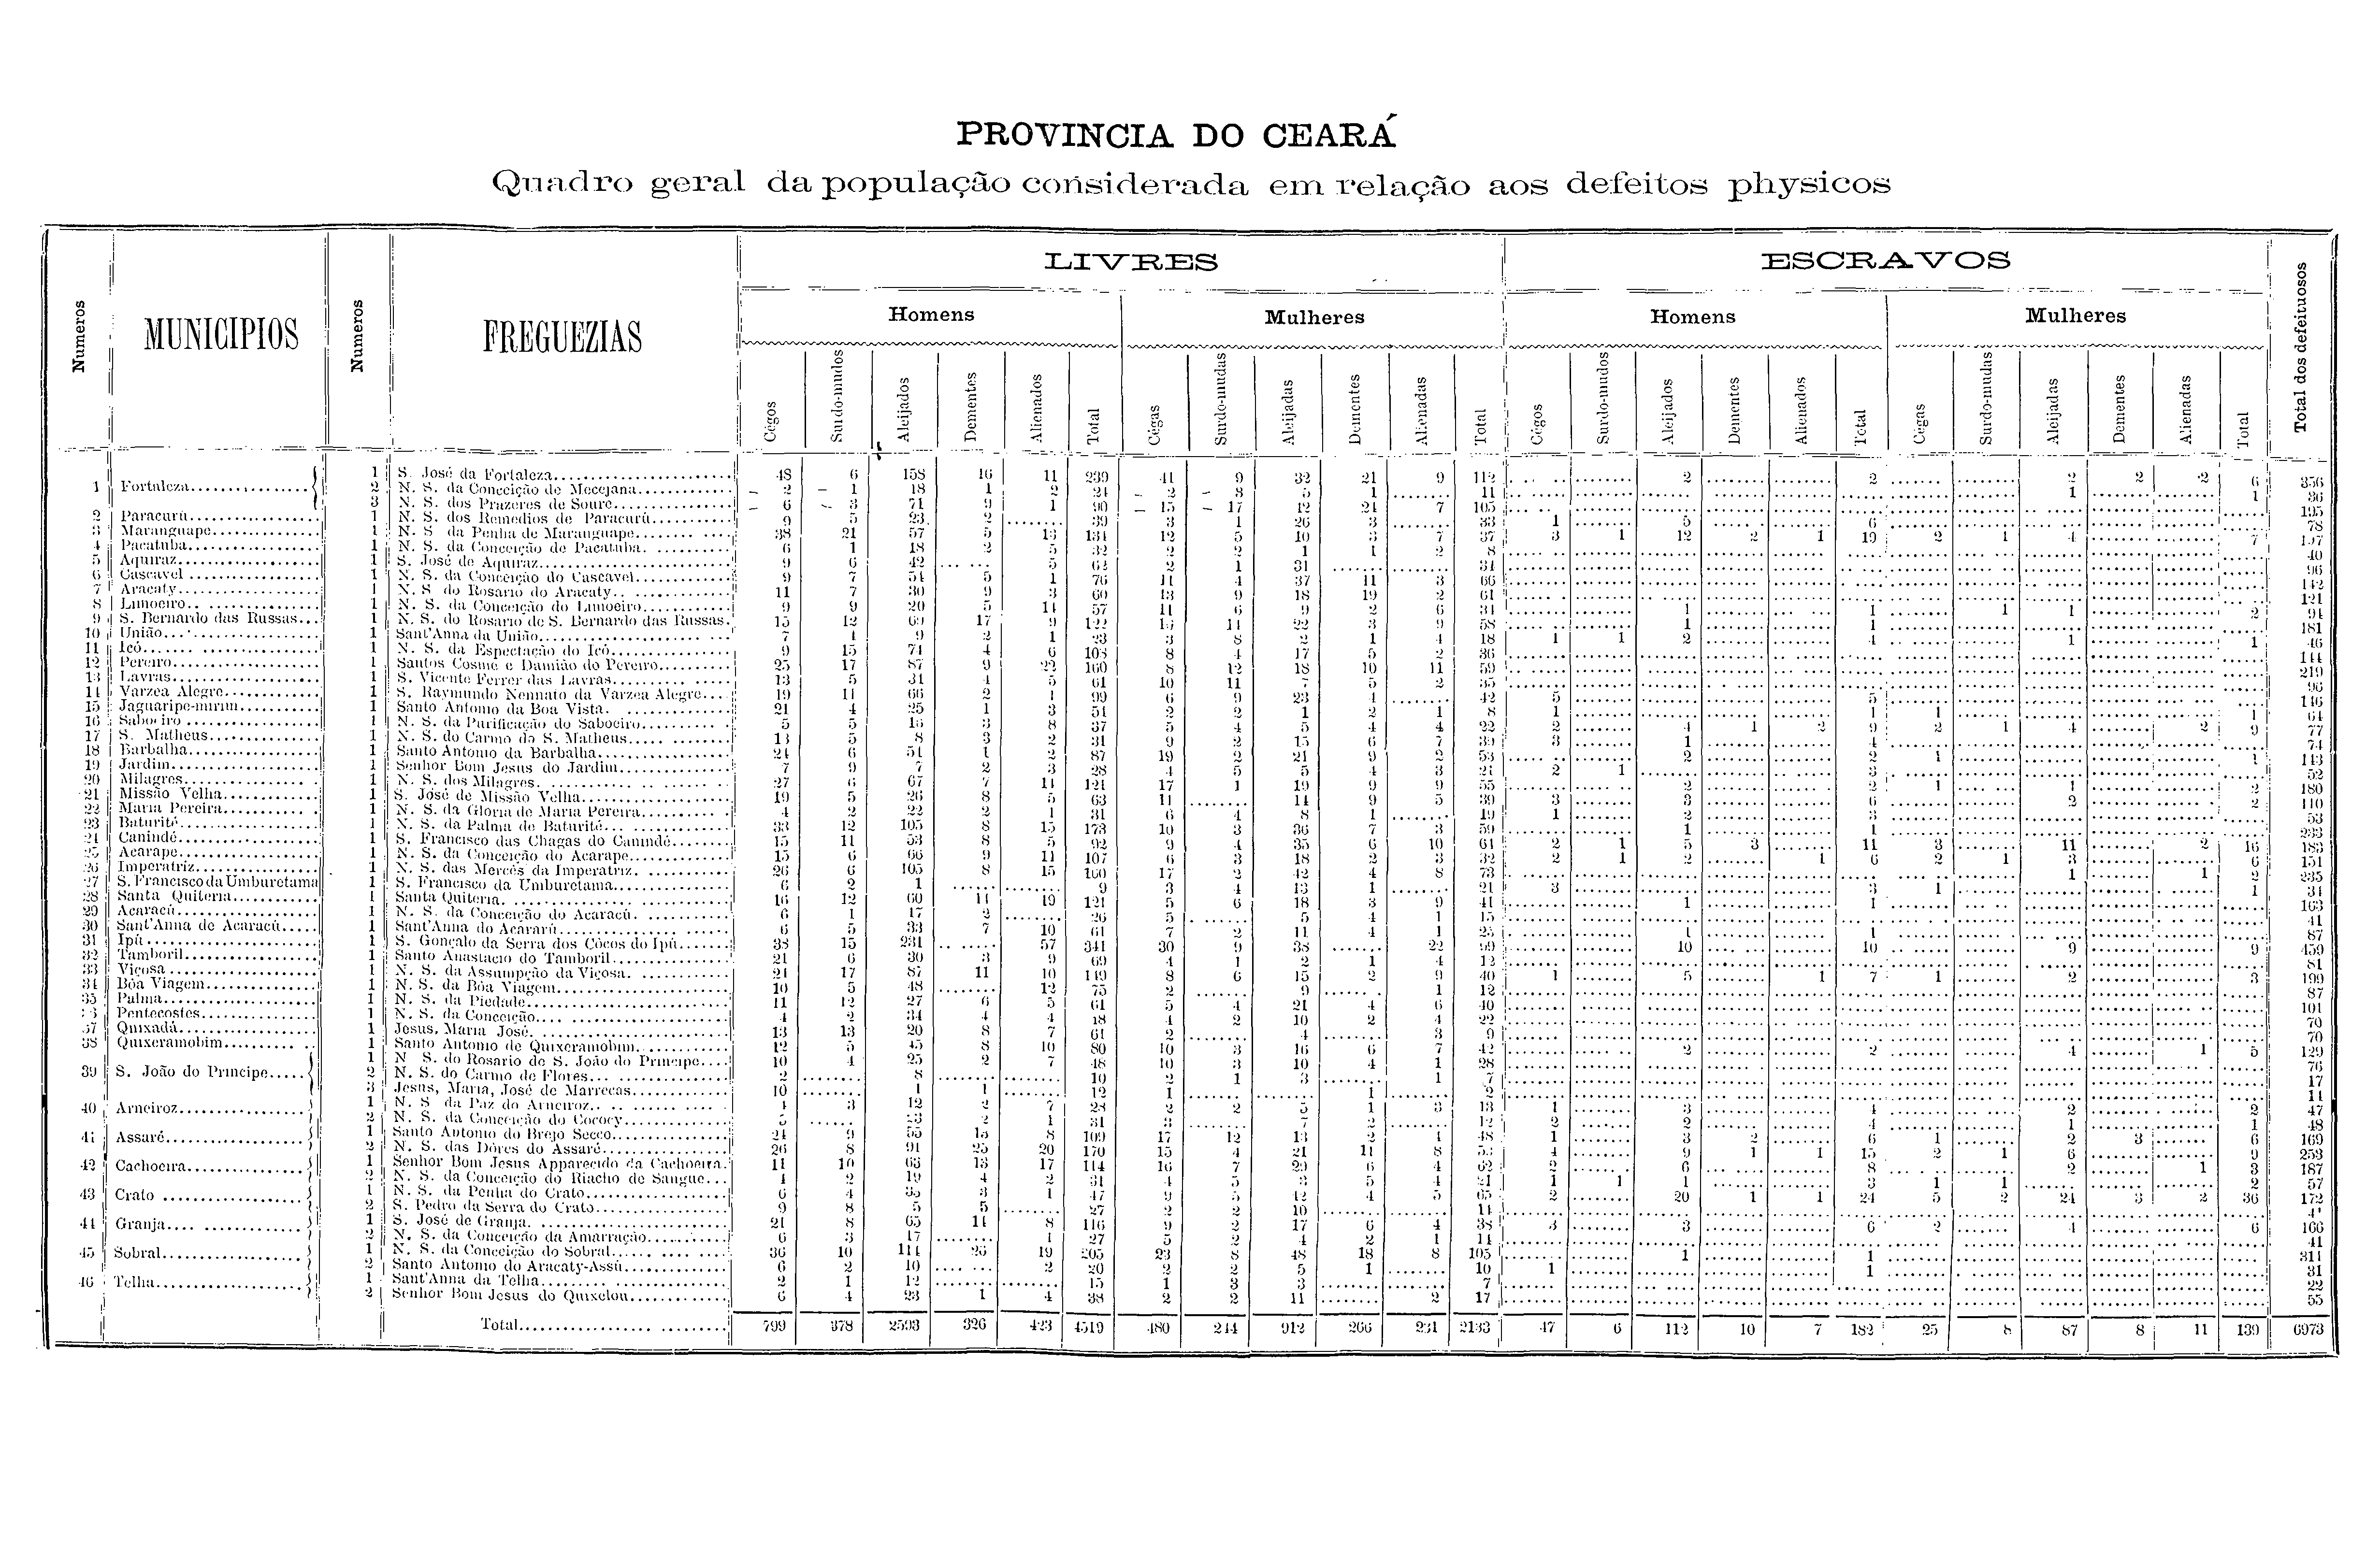 PROVINCIA DO CEARÁ
Quadro geral da população considerada em relação aos defeitos physicos
Numeros MUNICIPIOS Numeros FREGUEZIAS LIVRES ESCRAVOS Total dos defeituosos
Homens Mulheres Homens Mulheres
Cégos Surdo-mudos Aleijados Dementes Alienados Total Cégas Surdo-mudas Aleijadas Dementes Alienadas Total Cégos Surdo-mudos Aleijados Dementes Alienados Total Cégas Surdo-mudas Aleijadas Dementes Alienadas Total
1 Fortaleza 1 S. José da Fortaleza 48 6 158 16 11 239 41 9 32 21 9 112 2 2 2 2 2 6 356
2 N. S. da Conceição de Mecejana 2 1 18 1 2 24 2 8 5 1 11 1 1 36
3 N. S. dos Prazeres de Soure 6 3 71 9 1 90 15 17 12 24 7 105 195
2 Paracurú 1 N. S. dos Remedios de Paracurú 9 5 23 2 39 3 1 26 3 33 1 5 6 78
3 Maranguape 1 N. S da Penha de Maranguape 38 21 57 5 13 134 12 5 10 3 7 37 3 1 12 2 1 19 2 1 4 7 197
4 Pacatuba 1 N. S. da Conceição de Pacatuba 6 1 18 2 5 32 2 2 1 1 2 8 40
5 Aquiraz 1 S. José de Aquiraz 9 6 42 5 62 2 1 31 34 96
6 Cascavel 1 N. S. da Conceição do Cascavel 9 7 54 5 1 76 11 4 37 11 3 66 142
7 Aracaty 1 N. S do Rosario do Aracaty 11 7 30 9 3 60 13 9 18 19 2 61 121
8 Limoeiro 1 N. S. da Conceição do Limoeiro 9 9 20 5 14 57 11 6 9 2 6 34 1 1 1 1 2 94
9 S. Bernardo das Russas 1 N. S. do Rosario de S. Bernardo das Russas 15 12 69 17 9 122 13 11 22 3 9 58 1 1 181
10 União 1 Sant'Anna da União 7 4 9 2 1 23 3 8 2 1 4 18 1 1 2 4 1 1 46
11 Icó 1 N. S. da Espectação do Icó 9 15 74 4 6 108 8 4 17 5 2 36 144
12 Pereiro 1 Santos Cosme e Damião do Pereiro 25 17 87 9 22 160 8 12 18 10 11 59 219
13 Lavras 1 S. Vicente Ferrer das Lavras 13 5 34 4 5 61 10 11 7 5 2 35 96
14 Varzea Alegre 1 S. Raymundo Nonnato da Varzea Alegre 19 11 66 2 1 99 6 9 23 4 42 5 5 146
15 Jaguaripe-mirim 1 Santo Antonio da Boa Vista 21 4 25 1 3 54 2 2 1 2 1 8 1 1 1 1 64
16 Saboeiro 1 N. S. da Purificação do Saboeiro 5 5 16 3 8 37 5 4 5 4 4 22 2 4 1 2 9 2 1 4 2 9 77
17 S. Matheus 1 N. S. do Carmo do S. Matheus 13 5 8 3 2 31 9 2 15 6 7 39 3 1 4 74
18 Barbalha 1 Santo Antonio da Barbalha 24 6 54 1 2 87 19 2 21 9 2 53 2 2 1 1 143
19 Jardim 1 Senhor Bom Jesus do Jardim 7 9 7 2 3 28 4 5 5 4 3 21 2 1 3 52
20 Milagres 1 N. S. dos Milagres 27 6 67 7 14 121 17 1 19 9 9 55 2 2 1 1 2 180
21 Missão Velha 1 S. José de Missão Velha 19 5 26 8 5 63 11 14 9 5 39 3 3 6 2 2 110
22 Maria Pereira 1 N. S. da Gloria de Maria Pereira 4 2 22 2 1 31 6 4 8 1 19 1 2 3 53
23 Baturité 1 N. S. da Palma de Baturité 33 12 105 8 15 173 10 3 36 7 3 59 1 1 233
24 Canindé 1 S. Francisco das Chagas do Canindé 15 11 53 8 5 92 9 4 35 6 10 64 2 1 5 3 11 3 11 2 16 183
25 Acarape 1 N. S. da Conceição do Acarape 15 6 66 9 11 107 6 3 18 2 3 32 2 1 2 1 6 2 1 3 6 151
26 Imperatriz 1 N. S. das Mercês da Imperatriz 26 6 105 8 15 160 17 2 42 4 8 73 1 1 2 235
27 S. Francisco da Umburetama 1 S. Francisco da Umburetama 6 2 1 9 3 4 13 1 21 3 3 1 1 34
28 Santa Quiteria 1 Santa Quiteria 16 12 60 14 19 121 5 6 18 3 9 41 1 1 163
29 Acaracú 1 N. S. da Conceição do Acaracú 6 1 17 2 26 5 5 4 1 15 41
30 Sant'Anna de Acaracú 1 Sant'Anna do Acararú 6 5 33 7 10 61 7 2 11 4 1 25 1 1 87
31 Ipú 1 S. Gonçalo da Serra dos Côcos do Ipú 38 15 231 57 341 30 9 38 22 99 10 10 9 9 459
32 Tamboril 1 Santo Anastacio do Tamboril 21 6 30 3 9 69 4 1 2 1 4 12 81
33 Viçosa 1 N. S. da Assumpção da Viçosa 24 17 87 11 10 149 8 6 15 2 9 40 1 5 1 7 1 2 3 199
34 Bôa Viagem 1 N. S. da Bôa Viagem 10 5 48 12 75 2 9 1 12 87
35 Palma 1 N. S. da Piedade 11 12 27 6 5 61 5 4 21 4 6 40 101
36 Pentecostes 1 N. S. da Conceição 4 2 34 4 4 48 4 2 10 2 4 22 70
37 Quixadá 1 Jesus, Maria José 13 13 20 8 7 61 2 4 3 9 70
38 Quixeramobim 1 Santo Antonio de Quixeramobim 12 5 45 8 10 80 10 3 16 6 7 42 2 2 4 1 5 129
39 S. João do Principe 1 N S. do Rosario de S. João do Principe 10 4 25 2 7 48 10 3 10 4 1 28 76
2 N. S. do Carmo de Flores 2 8 10 2 1 3 1 7 17
3 Jesus, Maria, José de Marrecas 10 1 1 12 1 1 2 14
40 Arneiroz 1 N. S da Paz do Arneiroz 4 3 12 2 7 28 2 2 5 1 3 13 1 3 4 2 2 47
2 N. S. da Conceição do Cococy 5 23 2 1 31 3 7 2 12 2 2 4 1 1 48
41 Assaré 1 Santo Antonio do Brejo Secco 24 9 55 13 8 109 17 12 13 2 4 48 1 3 2 6 1 2 3 6 169
2 N. S. das Dôres do Assaré 26 8 91 25 20 170 15 4 21 11 8 59 4 9 1 1 15 2 1 6 9 253
42 Cachoeira 1 Senhor Bom Jesus Apparecido da Cachoeira 11 10 63 13 17 114 16 7 29 6 4 62 2 6 8 2 1 3 187
2 N. S. da Conceição do Riacho de Sangue 4 2 19 4 2 31 4 5 3 5 4 21 1 1 1 3 1 1 2 57
43 Crato 1 N. S. da Penha do Crato 6 4 33 3 1 47 9 5 42 4 5 65 2 20 1 1 24 5 2 24 3 2 36 172
2 S. Pedro da Serra do Crato 9 8 5 5 27 2 2 10 14 41
44 Granja 1 S. José de Granja 21 8 65 14 8 116 9 2 17 6 4 38 3 3 6 2 4 6 166
2 N. S. da Conceição da Amarração 6 3 17 1 27 5 2 4 2 1 14 41
45 Sobral 1 N. S. da Conceição do Sobral 36 10 114 26 19 205 23 8 48 18 8 105 1 1 311
2 Santo Antonio do Aracaty-Assú 6 2 10 2 20 2 2 5 1 10 1 1 31
46 Telha 1 Sant'Anna da Telha 2 1 12 15 1 3 3 7 22
2 Senhor Bom Jesus do Quixelou 6 4 23 1 4 38 2 2 11 2 17 55
Total 799 378 2593 326 423 4519 480 244 912 266 231 2133 47 6 112 10 7 182 25 8 87 8 11 139 6973